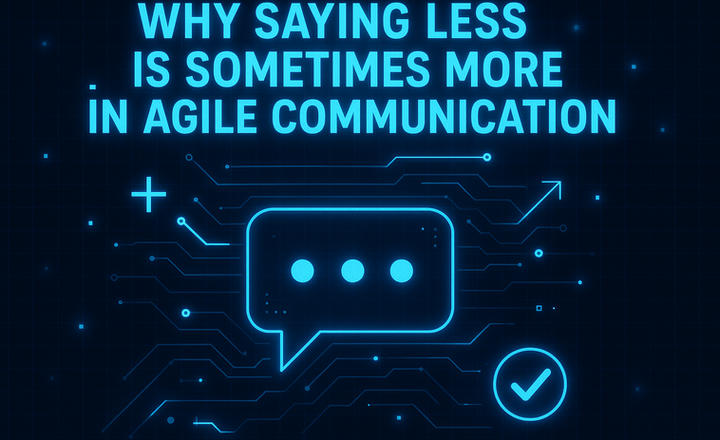 WHY SAYING LESS
IS SOMETIMES MORE
IN AGILE COMMUNICATION